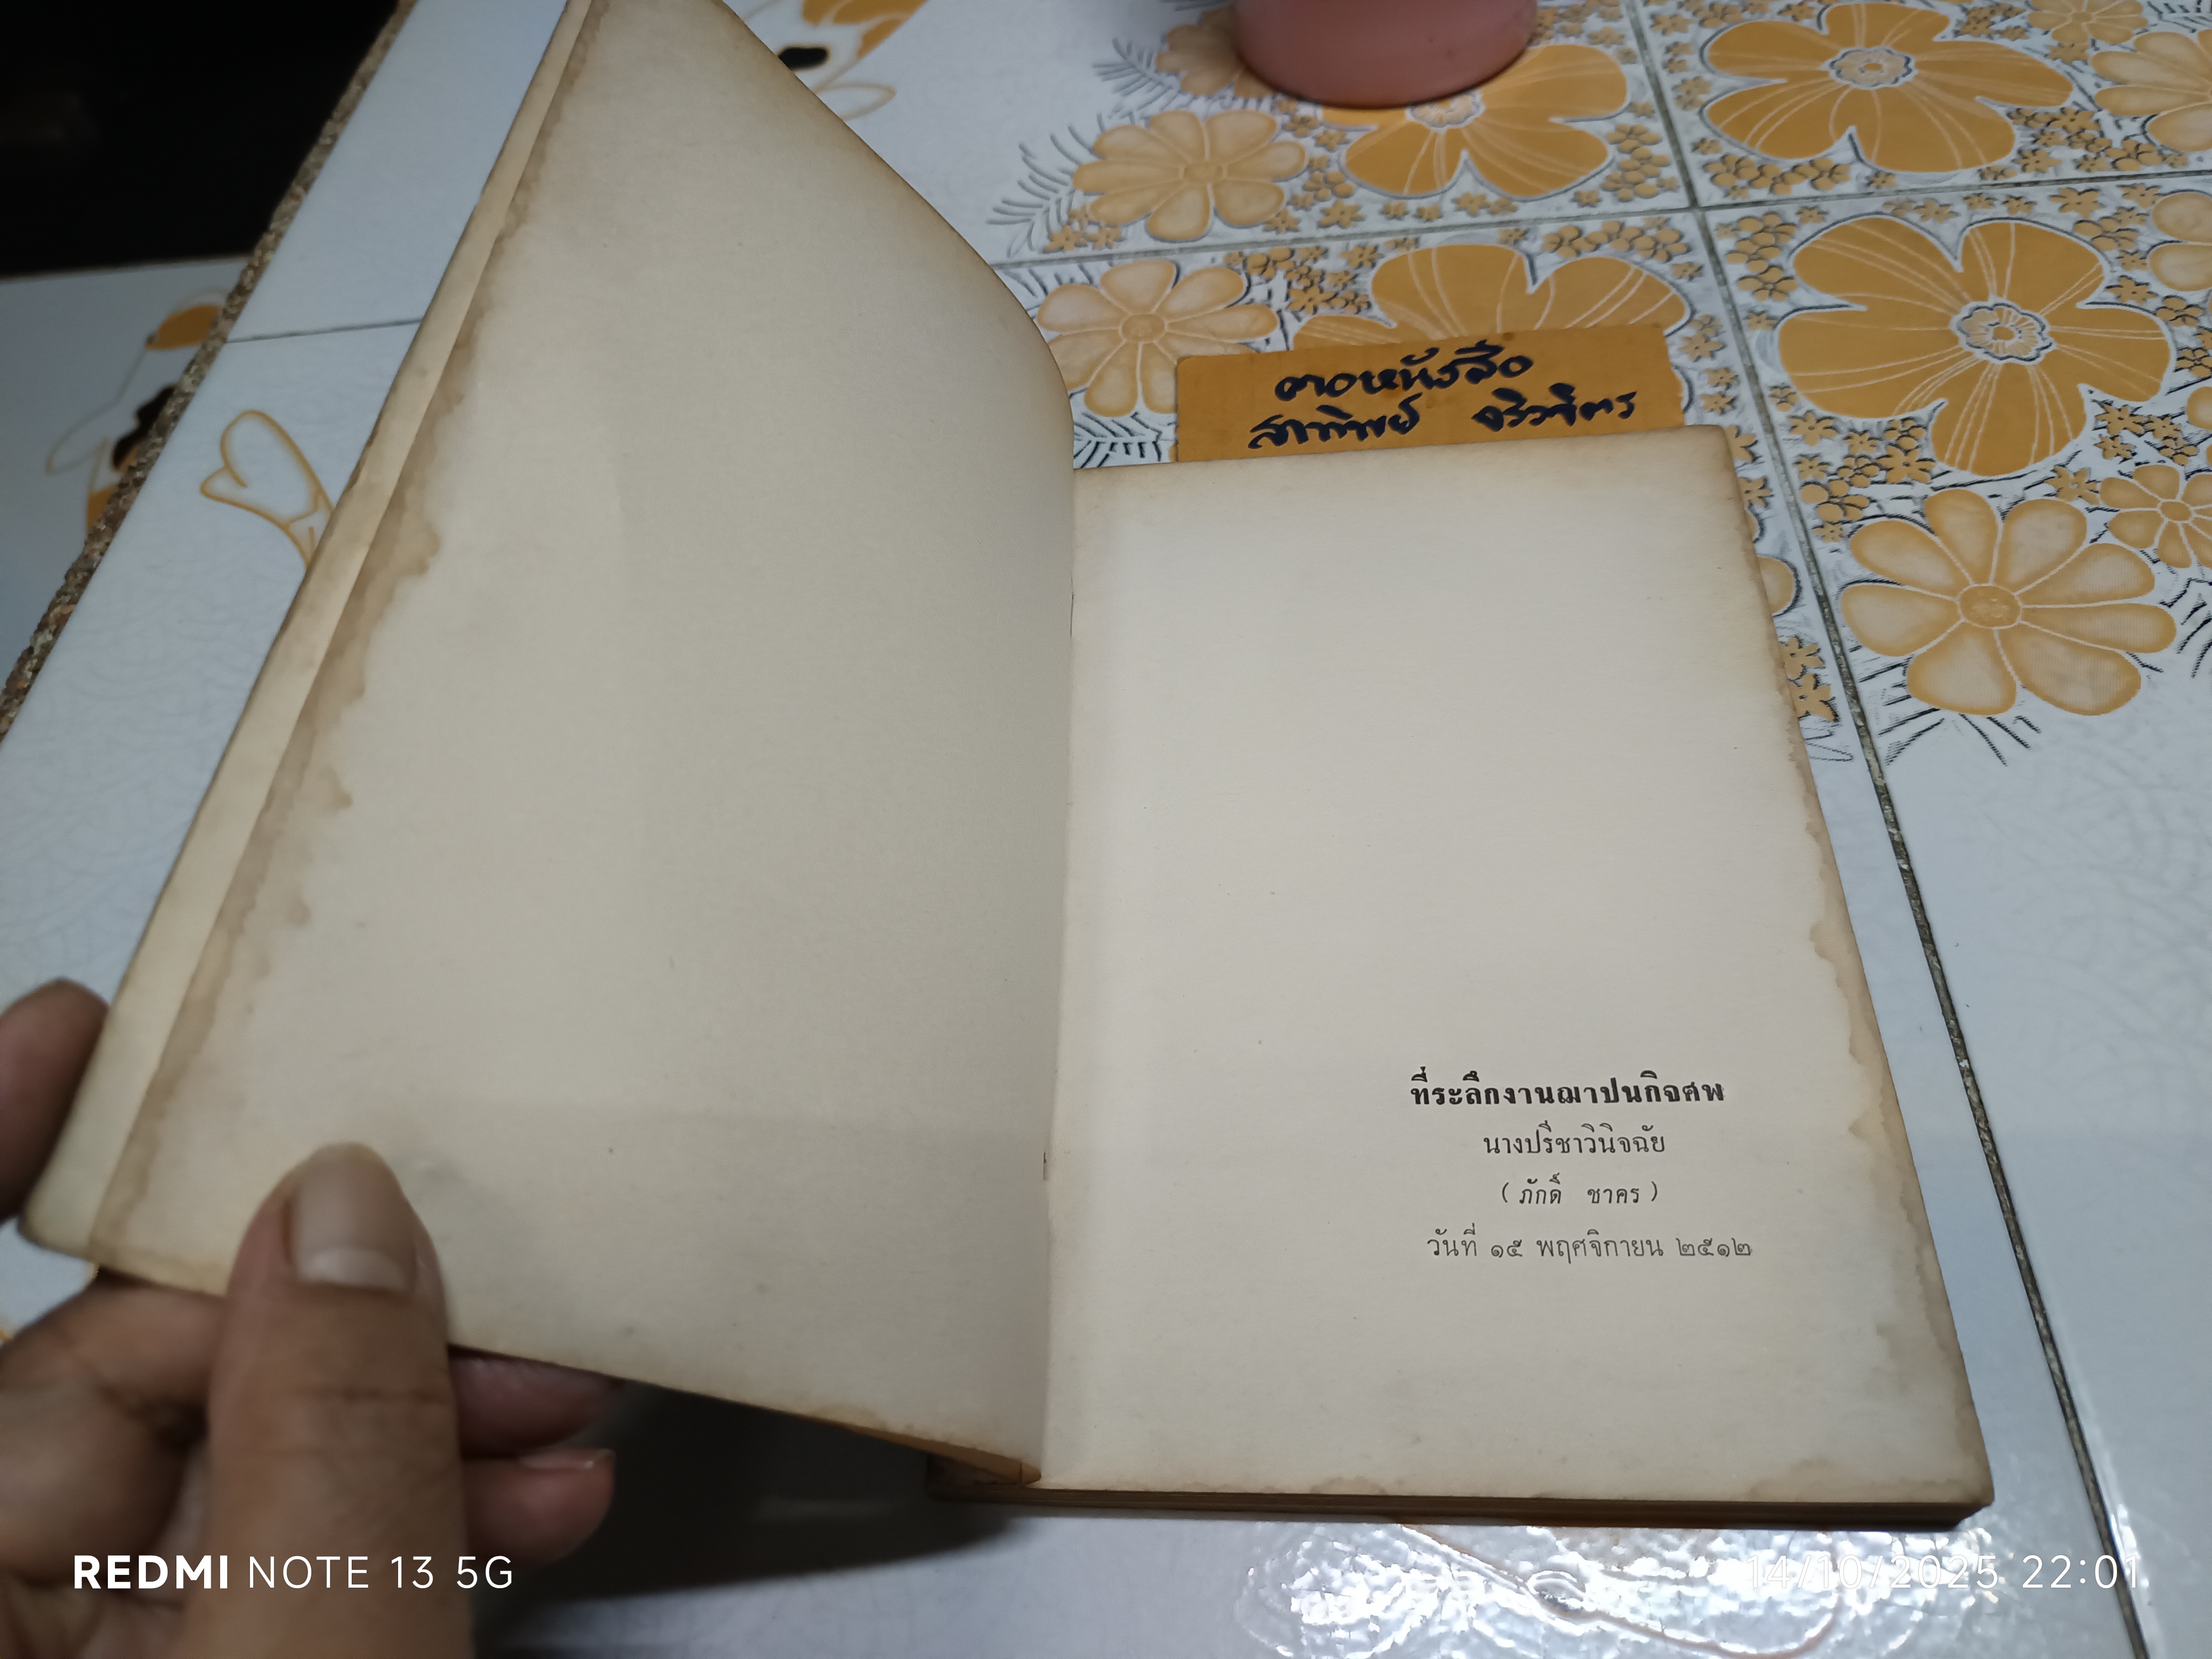 ตาอหนังสือ
สาทิพย์ จริวจิตร
ที่ระลึกงานฌาปนกิจศพ
นางปรีชาวินิจฉัย
( ภักดิ์ ชาคร )
วันที่ ๑๕ พฤศจิกายน ๒๕๑๒
REDMI NOTE 13 5G
14/10/2025 22:01